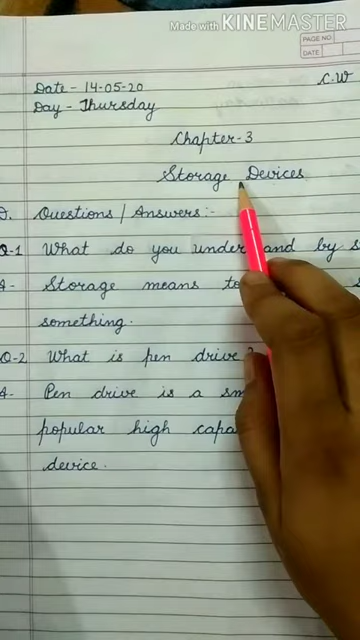 Made with KINEMASTER
PAGE NO.
DATE
C.W
Date - 14-05-20
Day - Thursday
Chapter-3
Storage Devices
Questions / Answers:-
Q-1 What do you under and by
A- Storage means to
something.
Q-2 What is pen drive?
A- Pen drive is a
popular high
device.